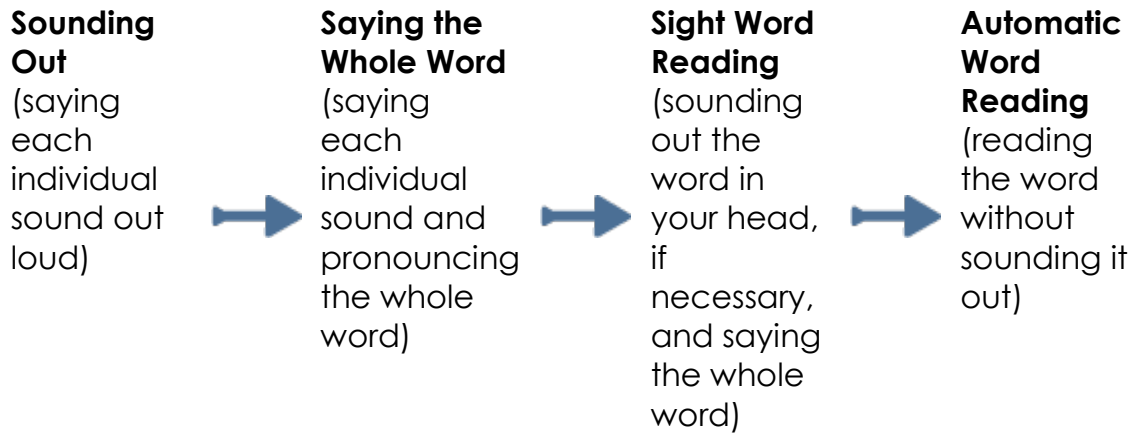 Sounding
Out
(saying
each
individual
sound out
loud)
Saying the
Whole Word
(saying
each
individual
sound and
pronouncing
the whole
word)
Sight Word
Reading
(sounding
out the
word in
your head,
if
necessary,
and saying
the whole
word)
Automatic
Word
Reading
(reading
the word
without
sounding it
out)